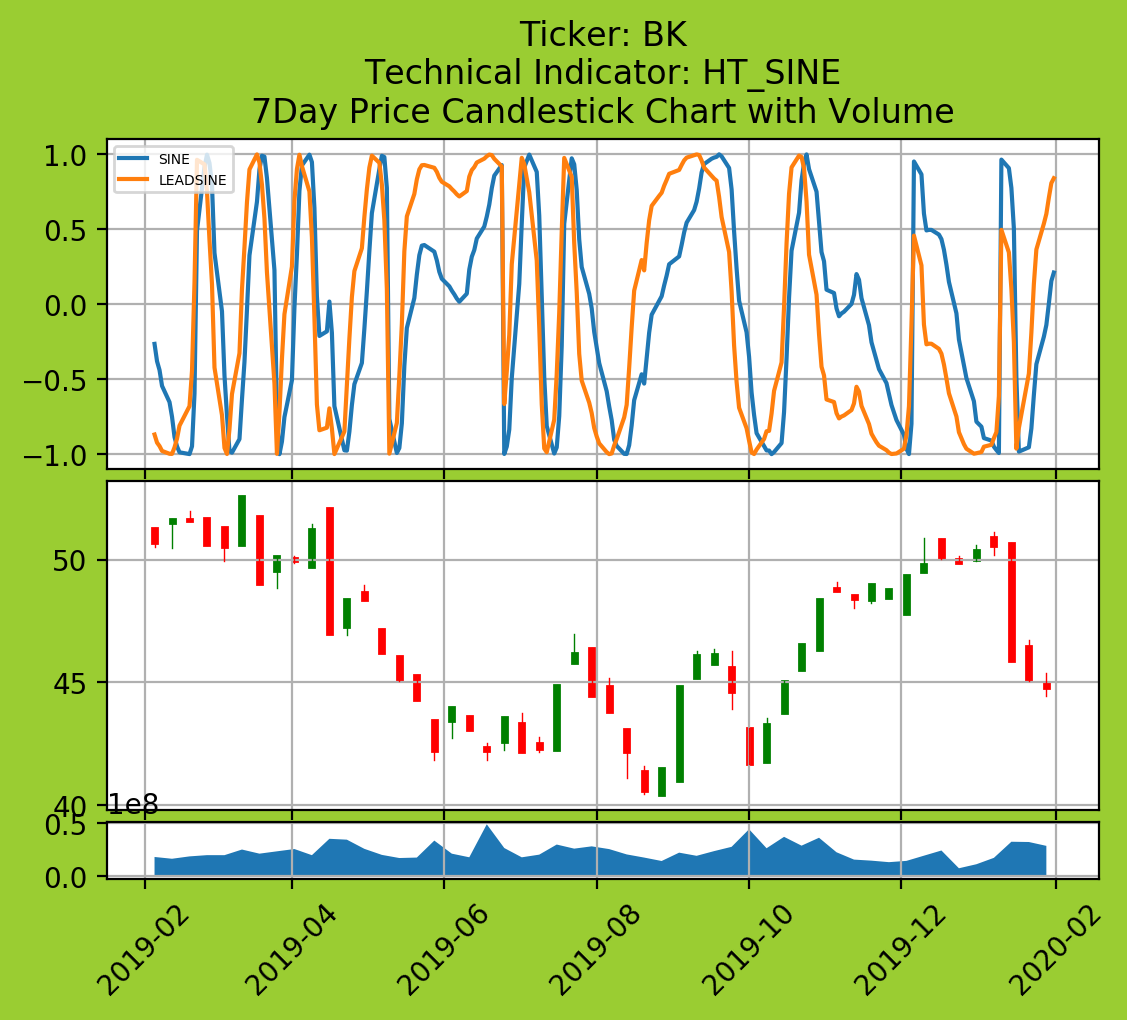 Ticker: BK
Technical Indicator: HT_SINE
7Day Price Candlestick Chart with Volume
SINE
LEADSINE
1.0
0.5
0.0
−0.5
−1.0
50
45
40
1e8
0.5
0.0
2019-02
2019-04
2019-06
2019-08
2019-10
2019-12
2020-02